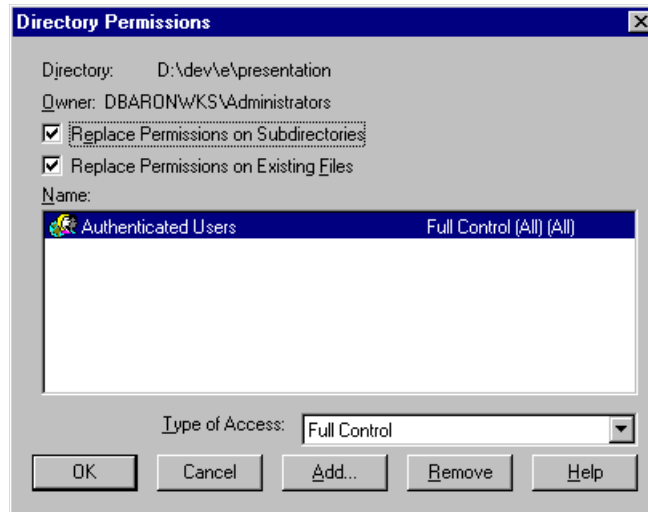 Directory Permissions
Directory: D:\dev\e\presentation
Owner: DBARONWKS\Administrators
Replace Permissions on Subdirectories
Replace Permissions on Existing Files
Name:
Authenticated Users Full Control (All) (All)
Type of Access: Full Control
OK Cancel Add... Remove Help